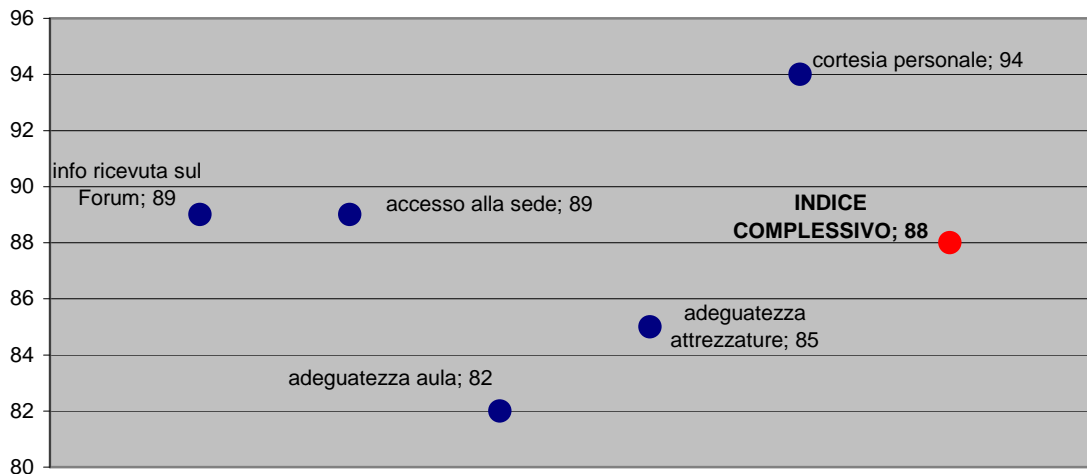 96
94
92
90
88
86
84
82
80
cortesia personale; 94
info ricevuta sul
Forum; 89
accesso alla sede; 89
INDICE
COMPLESSIVO; 88
adeguatezza
attrezzature; 85
adeguatezza aula; 82